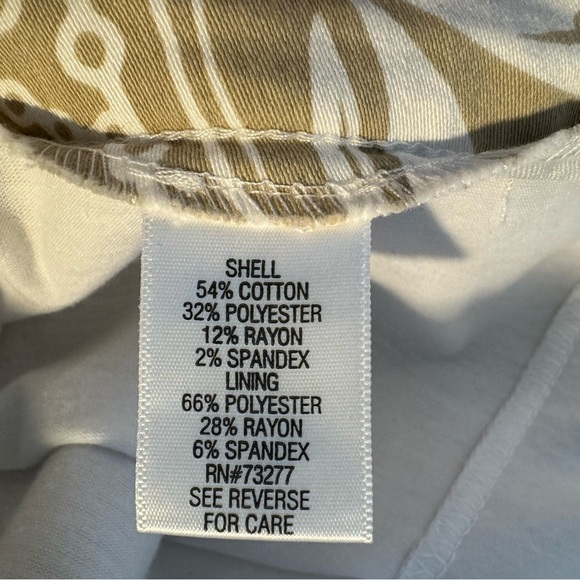 SHELL
54% COTTON
32% POLYESTER
12% RAYON
2% SPANDEX
LINING
66% POLYESTER
28% RAYON
6% SPANDEX
RN#73277
SEE REVERSE
FOR CARE